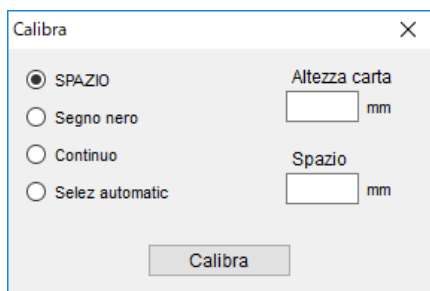 Calibra
SPAZIO
Segno nero
Continuo
Selez automatic
Altezza carta
mm
Spazio
mm
Calibra